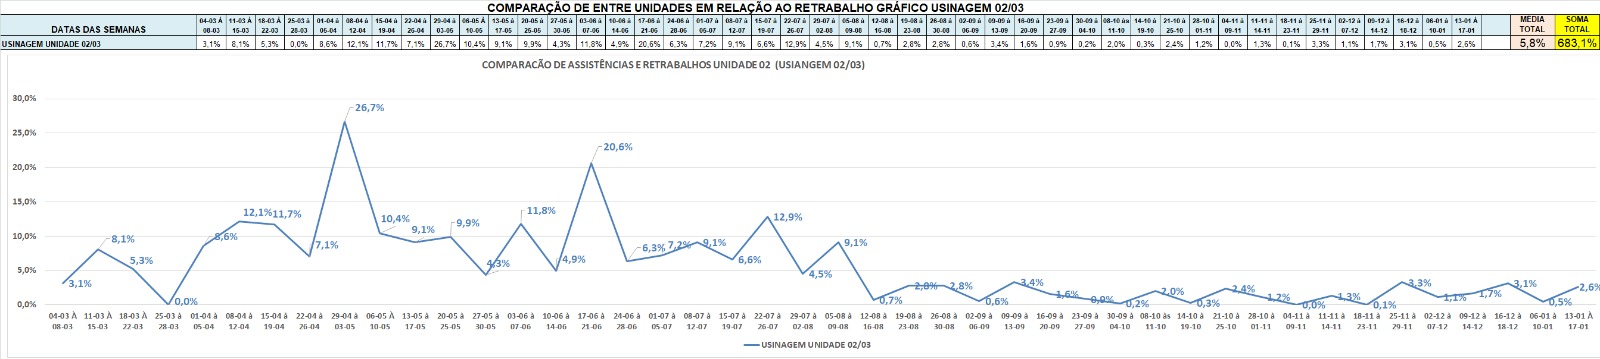 COMPARAÇÃO DE ENTRE UNIDADES EM RELAÇÃO AO RETRABALHO GRÁFICO USINAGEM 02/03
DATAS DAS SEMANAS 04-03 À 08-03 11-03 À 15-03 18-03 À 22-03 25-03 À 28-03 01-04 à 05-04 08-04 à 12-04 15-04 à 19-04 22-04 à 26-04 29-04 à 03-05 06-05 À 10-05 13-05 à 17-05 20-05 à 25-05 27-05 à 30-05 03-06 à 07-06 10-06 à 14-06 17-06 à 21-06 24-06 à 28-06 01-07 à 05-07 08-07 à 12-07 15-07 à 19-07 22-07 à 26-07 29-07 à 02-08 05-08 à 09-08 12-08 à 16-08 19-08 à 23-08 26-08 à 30-08 02-09 à 06-09 09-09 à 13-09 16-09 à 20-09 23-09 à 27-09 30-09 à 04-10 08-10 às 11-10 14-10 à 19-10 21-10 à 25-10 28-10 à 01-11 04-11 à 09-11 11-11 à 14-11 18-11 à 23-11 25-11 à 29-11 02-12 à 07-12 09-12 à 14-12 16-12 à 18-12 06-01 à 10-01 13-01 À 17-01 MEDIA TOTAL SOMA TOTAL
USINAGEM UNIDADE 02/03 3,1% 8,1% 5,3% 0,0% 8,6% 12,1% 11,7% 7,1% 26,7% 10,4% 9,1% 9,9% 4,3% 11,8% 4,9% 20,6% 6,3% 7,2% 9,1% 6,6% 12,9% 4,5% 9,1% 0,7% 2,8% 2,8% 0,6% 3,4% 1,6% 0,9% 0,2% 2,0% 0,3% 2,4% 1,2% 0,0% 1,3% 0,1% 3,3% 1,1% 1,7% 3,1% 0,5% 2,6% 5,8% 683,1%
COMPARACÃO DE ASSISTÊNCIAS E RETRABALHOS UNIDADE 02 (USIANGEM 02/03)
30,0%
25,0%
20,0%
15,0%
10,0%
5,0%
0,0%
3,1% 8,1% 5,3% 0,0% 8,6% 12,1% 11,7% 7,1% 26,7% 10,4% 9,1% 9,9% 4,3% 11,8% 4,9% 20,6% 6,3% 7,2% 9,1% 6,6% 12,9% 4,5% 9,1% 0,7% 2,8% 2,8% 0,6% 3,4% 1,6% 0,9% 0,2% 2,0% 0,3% 2,4% 1,2% 0,0% 1,3% 0,1% 3,3% 1,1% 1,7% 3,1% 0,5% 2,6%
04-03 À 11-03 À 18-03 À 25-03 À 01-04 à 08-04 à 15-04 à 22-04 à 29-04 à 06-05 À 13-05 à 20-05 à 27-05 à 03-06 à 10-06 à 17-06 à 24-06 à 01-07 à 08-07 à 15-07 à 22-07 à 29-07 à 05-08 à 12-08 à 19-08 à 26-08 à 02-09 à 09-09 à 16-09 à 23-09 à 30-09 à 08-10 às 14-10 à 21-10 à 28-10 à 04-11 à 11-11 à 18-11 à 25-11 à 02-12 à 09-12 à 16-12 à 06-01 à 13-01 À
08-03 15-03 22-03 28-03 05-04 12-04 19-04 26-04 03-05 10-05 17-05 25-05 30-05 07-06 14-06 21-06 28-06 05-07 12-07 19-07 26-07 02-08 09-08 16-08 23-08 30-08 06-09 13-09 20-09 27-09 04-10 11-10 19-10 25-10 01-11 09-11 14-11 23-11 29-11 07-12 14-12 18-12 10-01 17-01
USINAGEM UNIDADE 02/03